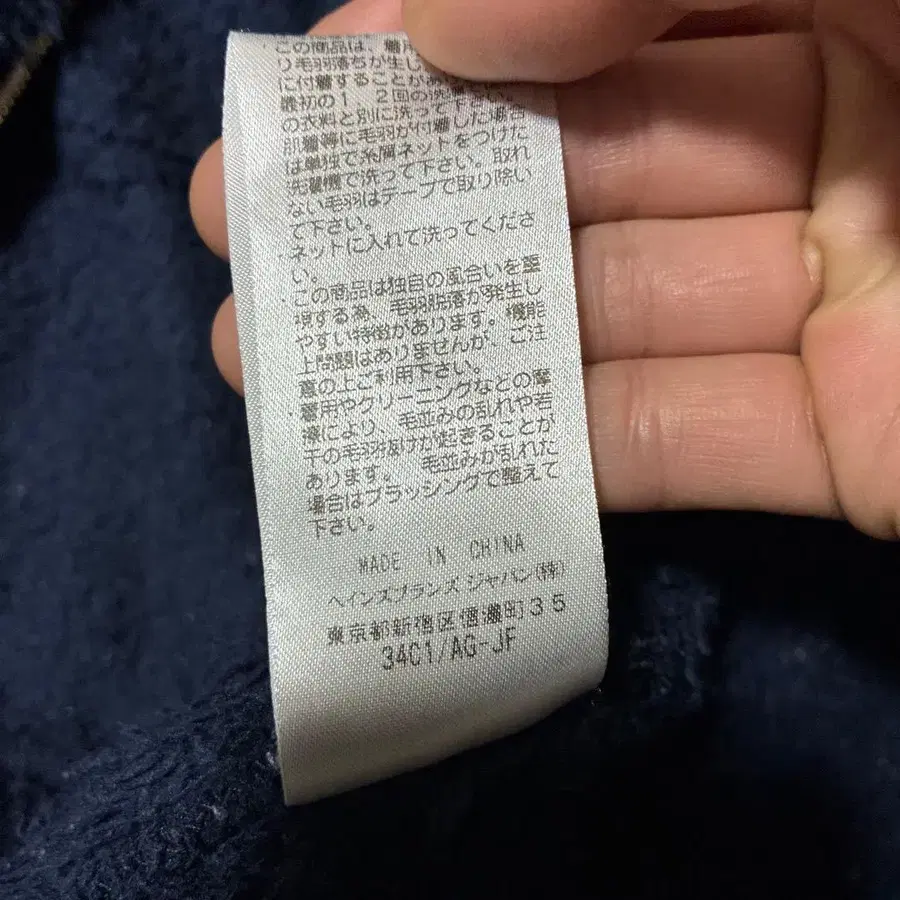 ・この商品は、着用
り毛羽落ちが生じ
に付着することがあ
最初の1、2回の洗濯
の衣料と別に洗って下さい。
肌着等に毛羽が付着した場合
は単独で糸屑ネットをつけた
洗濯機で洗って下さい。取れ
ない毛羽はテープで取り除い
て下さい。
・ネットに入れて洗ってくださ
い。
・この商品は独自の風合いを重
視する為、毛羽脱落が発生し
やすい特徴があります。機能
上問題はありませんが、ご注
意の上ご利用下さい。
・着用やクリーニングなどの摩
擦により、毛並みの乱れや若
干の毛羽抜けが起きることが
あります。 毛並みが乱れた
場合はブラッシングで整えて
下さい。
MADE IN CHINA
ヘインズブランズ ジャパン(株)
東京都新宿区信濃町35
34C1/AG-JF